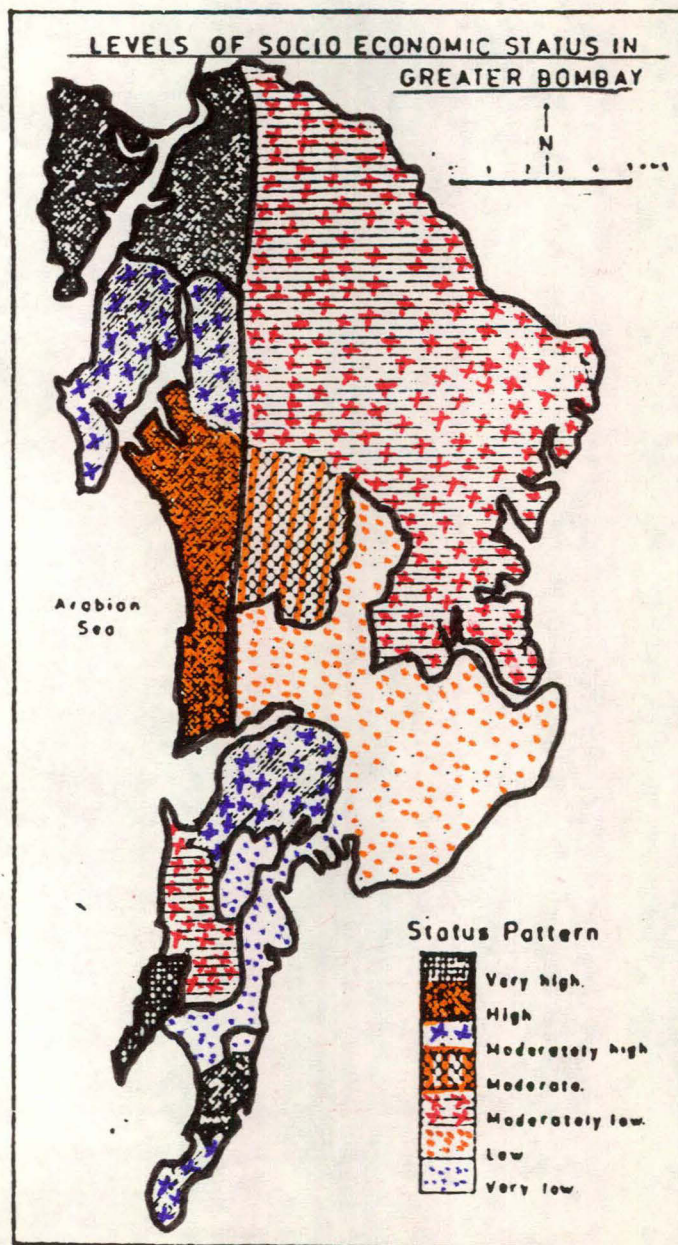 LEVELS OF SOCIO ECONOMIC STATUS IN
GREATER BOMBAY
N
Arabian
Sea
Status Pattern
Very high.
High
Moderately high
Moderate.
Moderately low.
Low
Very low.